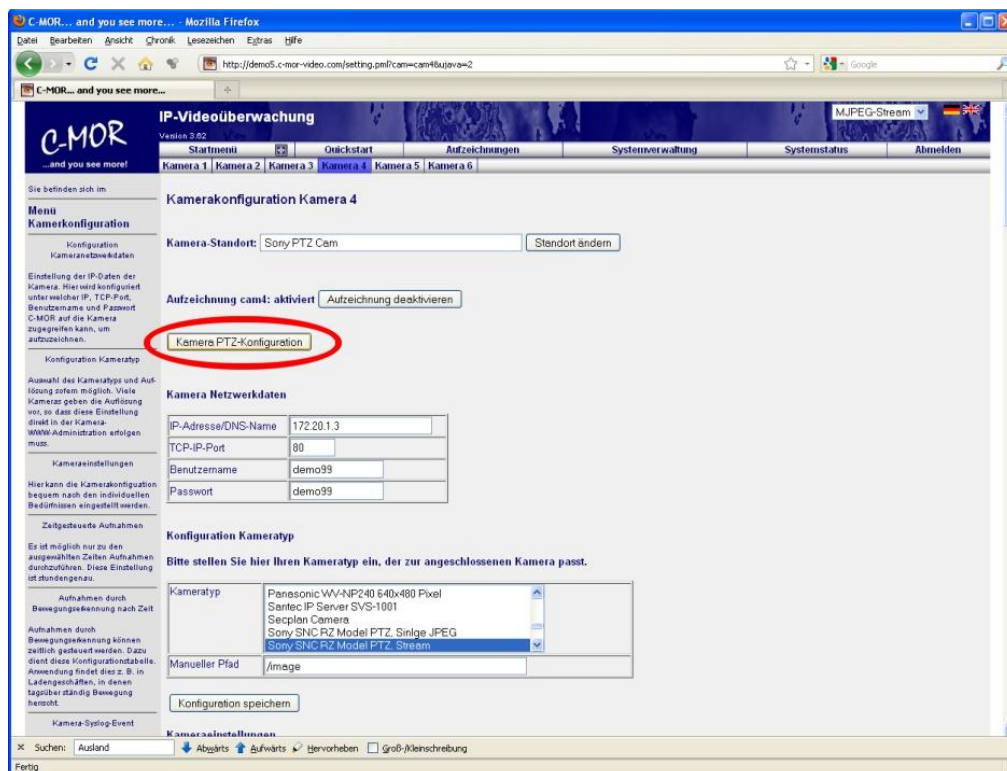 C-MOR... and you see more... - Mozilla Firefox
Datei Bearbeiten Ansicht Chronik Lesezeichen Extras Hilfe
http://demo5.c-mor-video.com/setting.pml?cam=cam4&ujava=2
Google
C-MOR... and you see more...
C-MOR
...and you see more!
IP-Videoüberwachung
Version 3.62
MJPEG-Stream
Startmenü Quickstart Aufzeichnungen Systemverwaltung Systemstatus Abmelden
Kamera 1 Kamera 2 Kamera 3 Kamera 4 Kamera 5 Kamera 6
Sie befinden sich im
Menü
Kamerkonfiguration
Konfiguration
Kameranetzwerkdaten
Einstellung der IP-Daten der
Kamera. Hier wird konfiguriert
unter welcher IP, TCP-Port,
Benutzername und Passwort
C-MOR auf die Kamera
zugegreifen kann, um
aufzuzeichnen.
Konfiguration Kameratyp
Auswahl des Kameratyps und Auf-
lösung sofern möglich. Viele
Kameras geben die Auflösung
vor, so dass diese Einstellung
direkt in der Kamera-
WWW-Administration erfolgen
muss.
Kameraeinstellungen
Hier kann die Kamerakonfiguation
bequem nach den individuellen
Bedürfnissen eingestellt werden.
Zeitgesteuerte Aufnahmen
Es ist möglich nur zu den
ausgewählten Zeiten Aufnahmen
durchzuführen. Diese Einstellung
ist stundengenau.
Aufnahmen durch
Bewegungserkennung nach Zeit
Aufnahmen durch
Bewegungserkennung können
zeitlich gesteuert werden. Dazu
dient diese Konfigurationtabelle.
Anwendung findet dies z. B. in
Ladengeschäften, in denen
tagsüber ständig Bewegung
herrscht.
Kamera-Syslog-Event
Kamerakonfiguration Kamera 4
Kamera-Standort: Sony PTZ Cam Standort ändern
Aufzeichnung cam4: aktiviert Aufzeichnung deaktivieren
Kamera PTZ-Konfiguration
Kamera Netzwerkdaten
IP-Adresse/DNS-Name 172.20.1.3
TCP-IP-Port 80
Benutzername demo99
Passwort demo99
Konfiguration Kameratyp
Bitte stellen Sie hier Ihren Kameratyp ein, der zur angeschlossenen Kamera passt.
Kameratyp
Panasonic WV-NP240 640x480 Pixel
Santec IP Server SVS-1001
Secplan Camera
Sony SNC RZ Model PTZ, Sinlge JPEG
Sony SNC RZ Model PTZ, Stream
Manueller Pfad /image
Konfiguration speichern
Kameraeinstellungen
Suchen: Ausland Abwärts Aufwärts Hervorheben Groß-/Kleinschreibung
Fertig